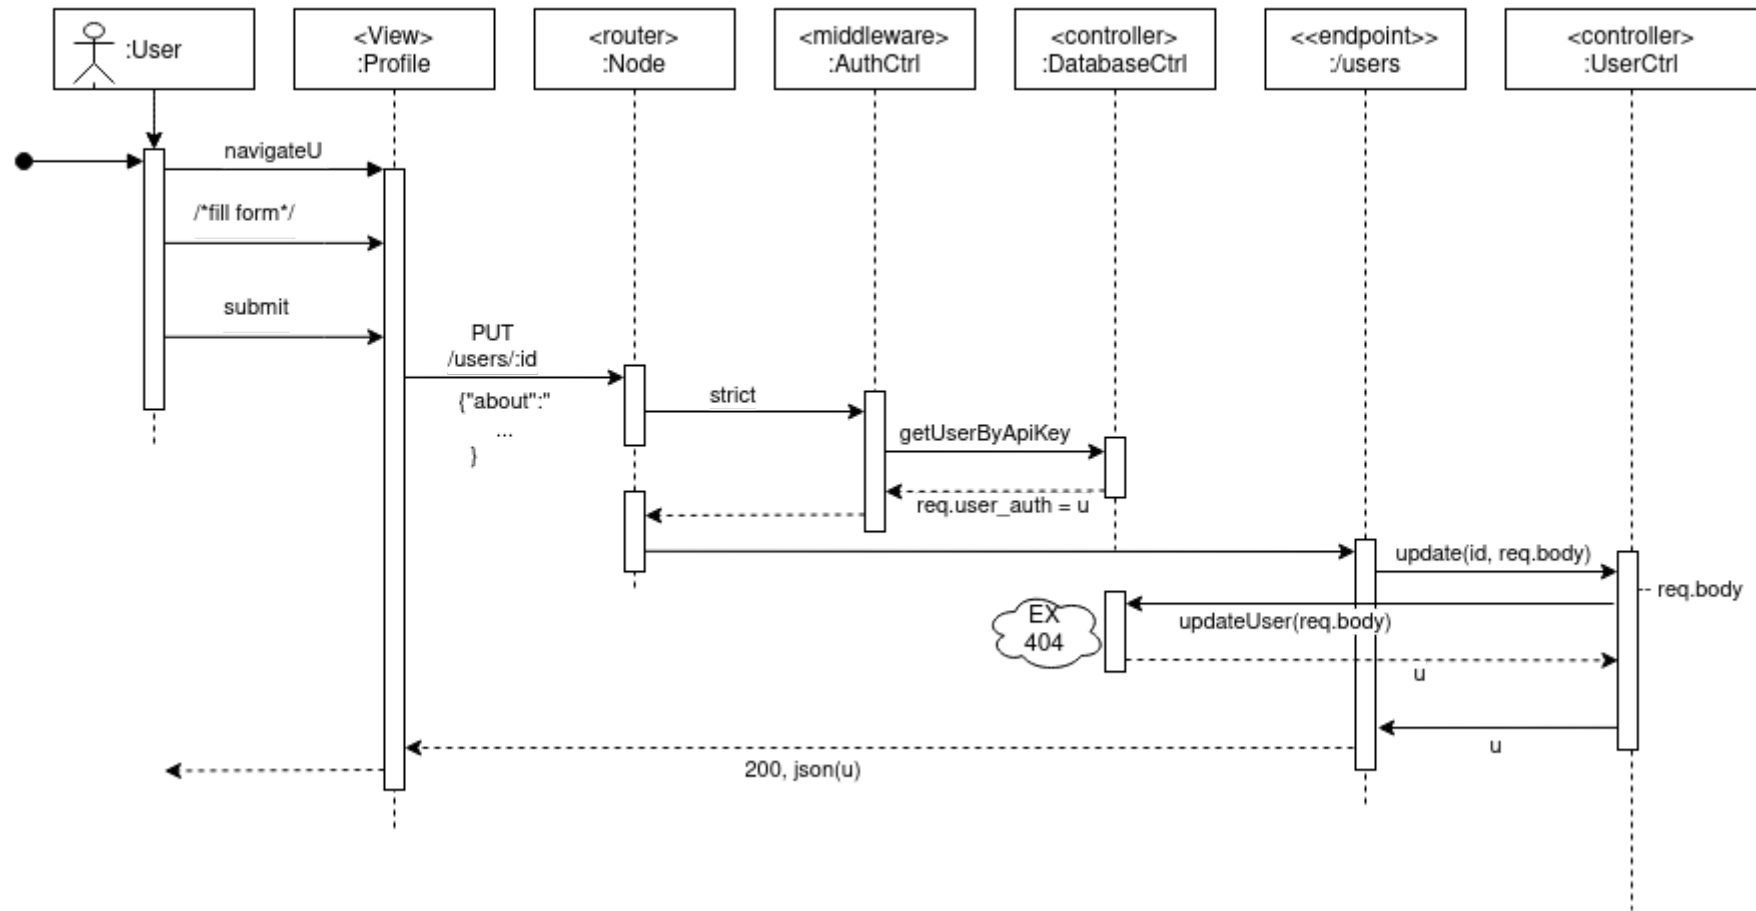 :User
<View>
:Profile
<router>
:Node
<middleware>
:AuthCtrl
<controller>
:DatabaseCtrl
<<endpoint>>
:/users
<controller>
:UserCtrl
navigateU
/*fill form*/
submit
PUT
/users/:id
{"about":"
...
}
strict
getUserByApiKey
req.user_auth = u
update(id, req.body)
req.body
EX
404
updateUser(req.body)
u
u
200, json(u)